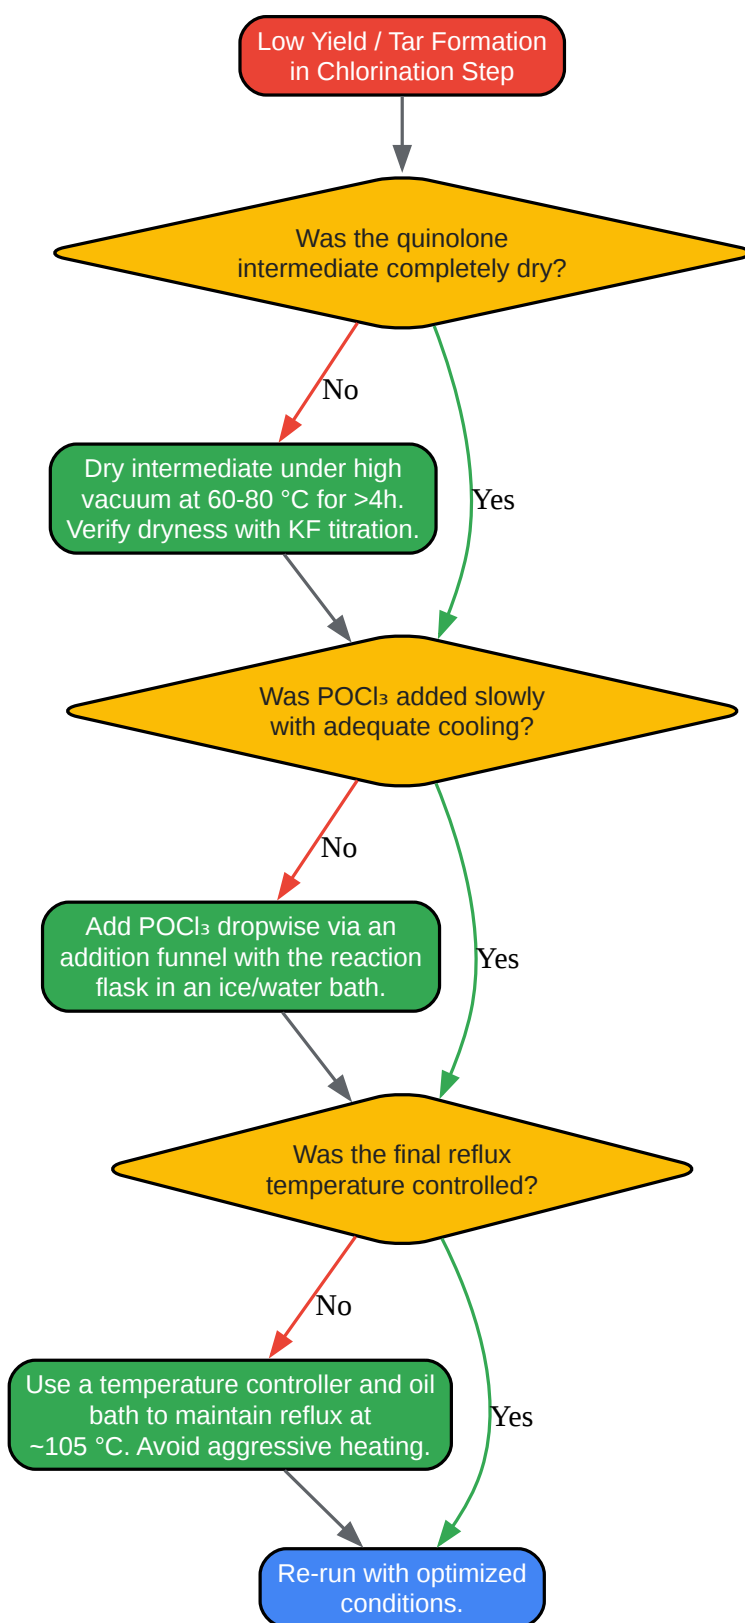 Low Yield / Tar Formation
in Chlorination Step
Was the quinolone
intermediate completely dry?
No
Yes
Dry intermediate under high
vacuum at 60-80 °C for >4h.
Verify dryness with KF titration.
Was POCl₃ added slowly
with adequate cooling?
No
Yes
Add POCl₃ dropwise via an
addition funnel with the reaction
flask in an ice/water bath.
Was the final reflux
temperature controlled?
No
Yes
Use a temperature controller and oil
bath to maintain reflux at
~105 °C. Avoid aggressive heating.
Re-run with optimized
conditions.